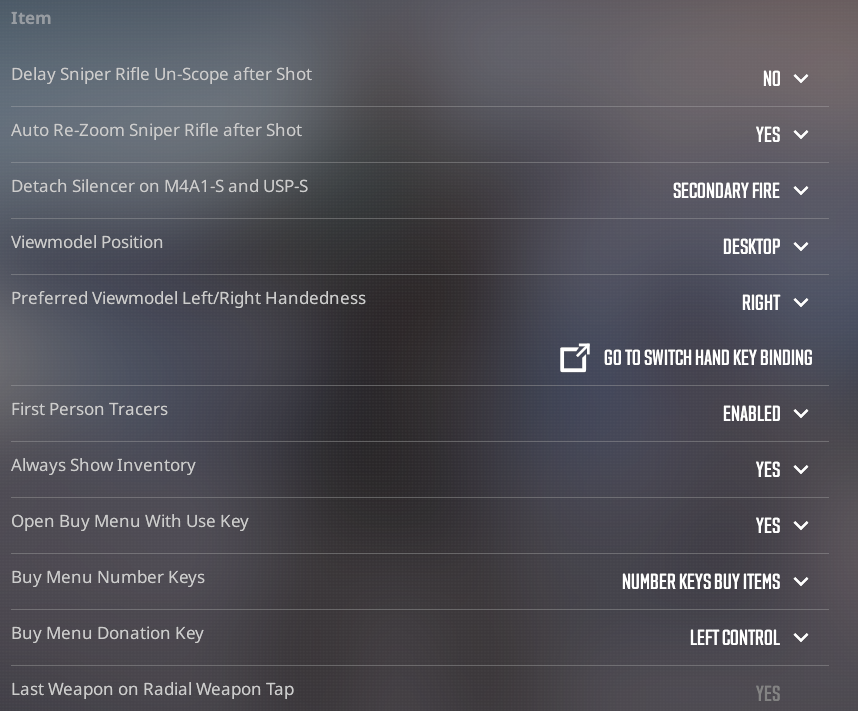 Item
Delay Sniper Rifle Un-Scope after Shot
NO
Auto Re-Zoom Sniper Rifle after Shot
YES
Detach Silencer on M4A1-S and USP-S
SECONDARY FIRE
Viewmodel Position
DESKTOP
Preferred Viewmodel Left/Right Handedness
RIGHT
GO TO SWITCH HAND KEY BINDING
First Person Tracers
ENABLED
Always Show Inventory
YES
Open Buy Menu With Use Key
YES
Buy Menu Number Keys
NUMBER KEYS BUY ITEMS
Buy Menu Donation Key
LEFT CONTROL
Last Weapon on Radial Weapon Tap
YES